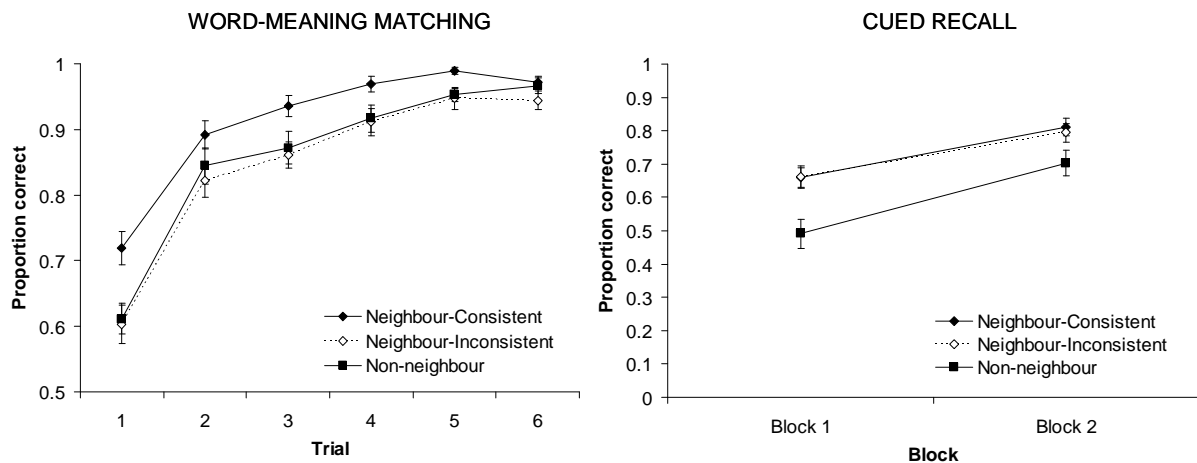 WORD-MEANING MATCHING
1
0.9
0.8
0.7
0.6
0.5
Proportion correct
Neighbour-Consistent
Neighbour-Inconsistent
Non-neighbour
1 2 3 4 5 6
Trial
CUED RECALL
1
0.9
0.8
0.7
0.6
0.5
0.4
0.3
0.2
0.1
0
Proportion correct
Neighbour-Consistent
Neighbour-Inconsistent
Non-neighbour
Block 1 Block 2
Block